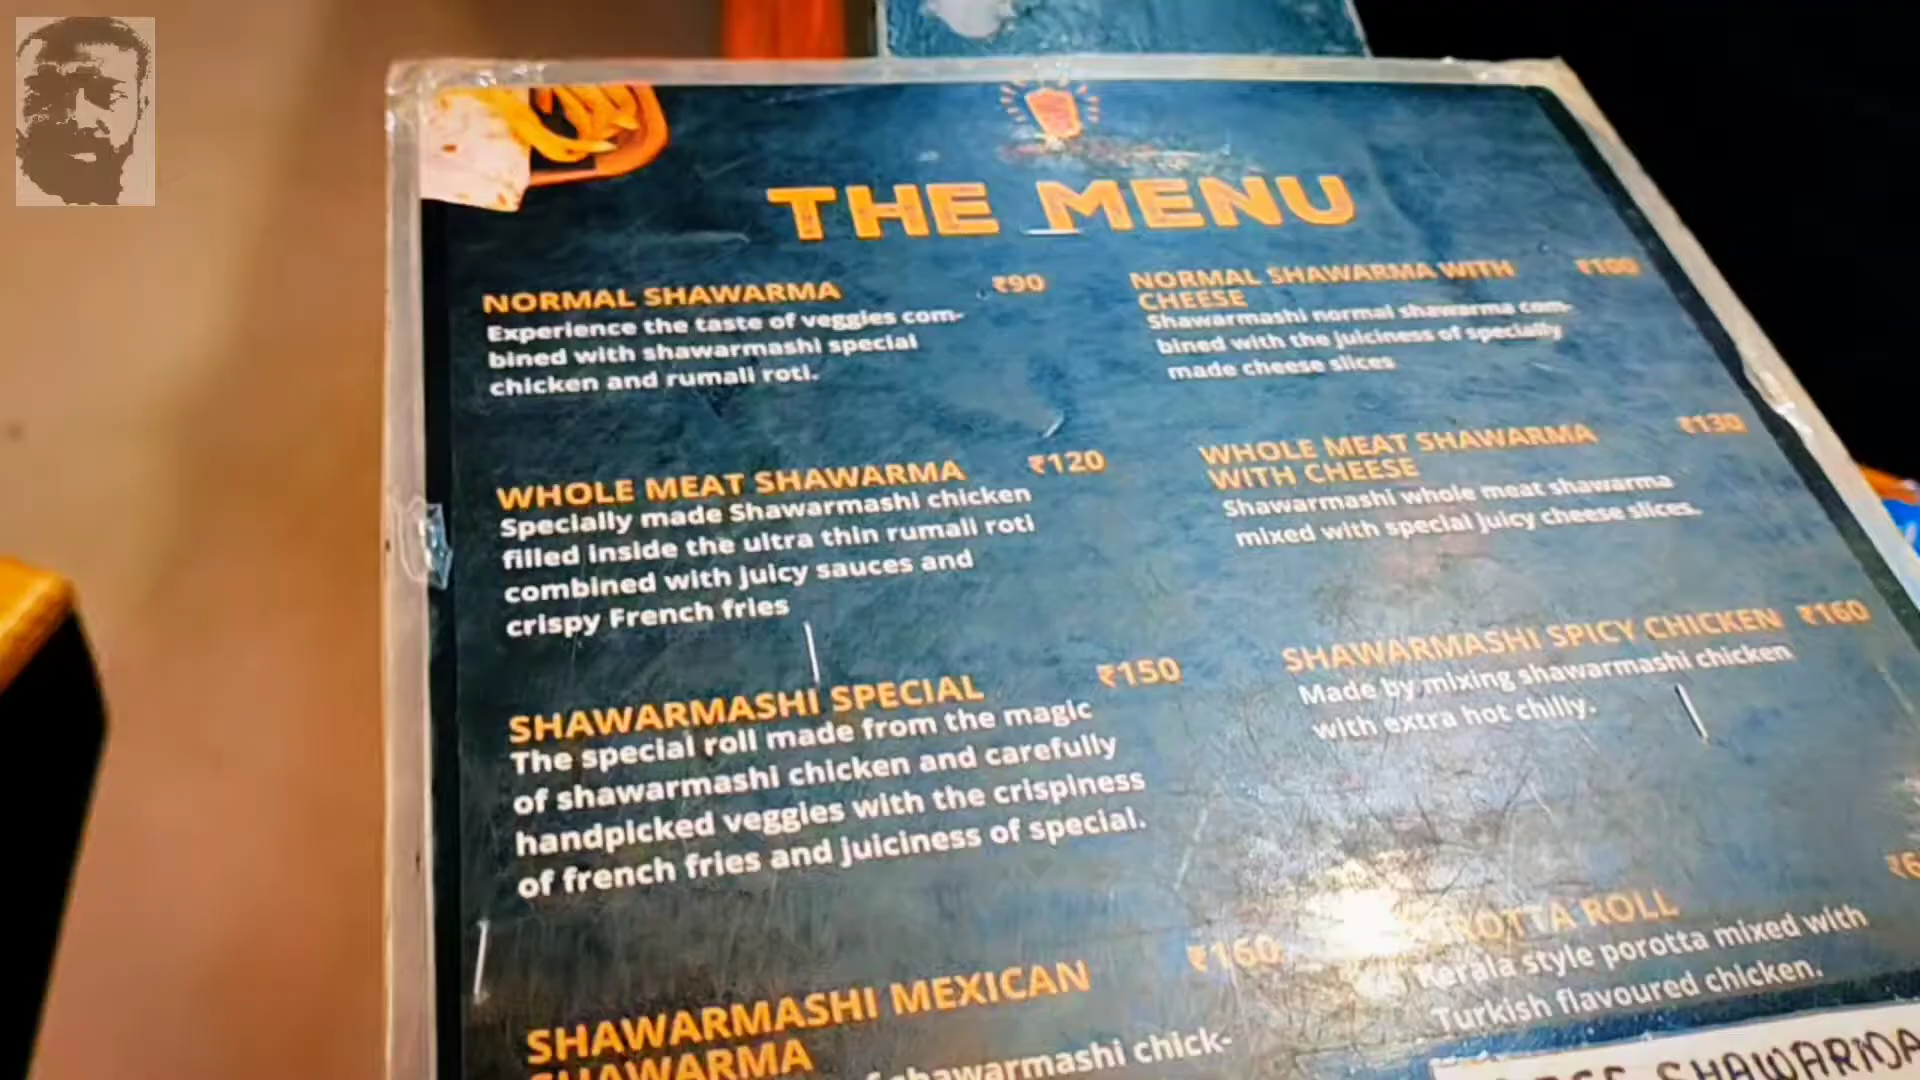 THE MENU
NORMAL SHAWARMA ₹90
Experience the taste of veggies com-
bined with shawarmashi special
chicken and rumali roti.
NORMAL SHAWARMA WITH ₹100
CHEESE
Shawarmashi normal shawarma com-
bined with the juiciness of specially
made cheese slices
WHOLE MEAT SHAWARMA ₹120
Specially made Shawarmashi chicken
filled inside the ultra thin rumali roti
combined with juicy sauces and
crispy French fries
WHOLE MEAT SHAWARMA ₹130
WITH CHEESE
Shawarmashi whole meat shawarma
mixed with special juicy cheese slices.
SHAWARMASHI SPECIAL ₹150
The special roll made from the magic
of shawarmashi chicken and carefully
handpicked veggies with the crispiness
of french fries and juiciness of special.
SHAWARMASHI SPICY CHICKEN ₹160
Made by mixing shawarmashi chicken
with extra hot chilly.
SHAWARMASHI MEXICAN ₹160
SHAWARMA
shawarmashi chick-
ROLL
Kerala style porotta mixed with
Turkish flavoured chicken.
SHAWARMA